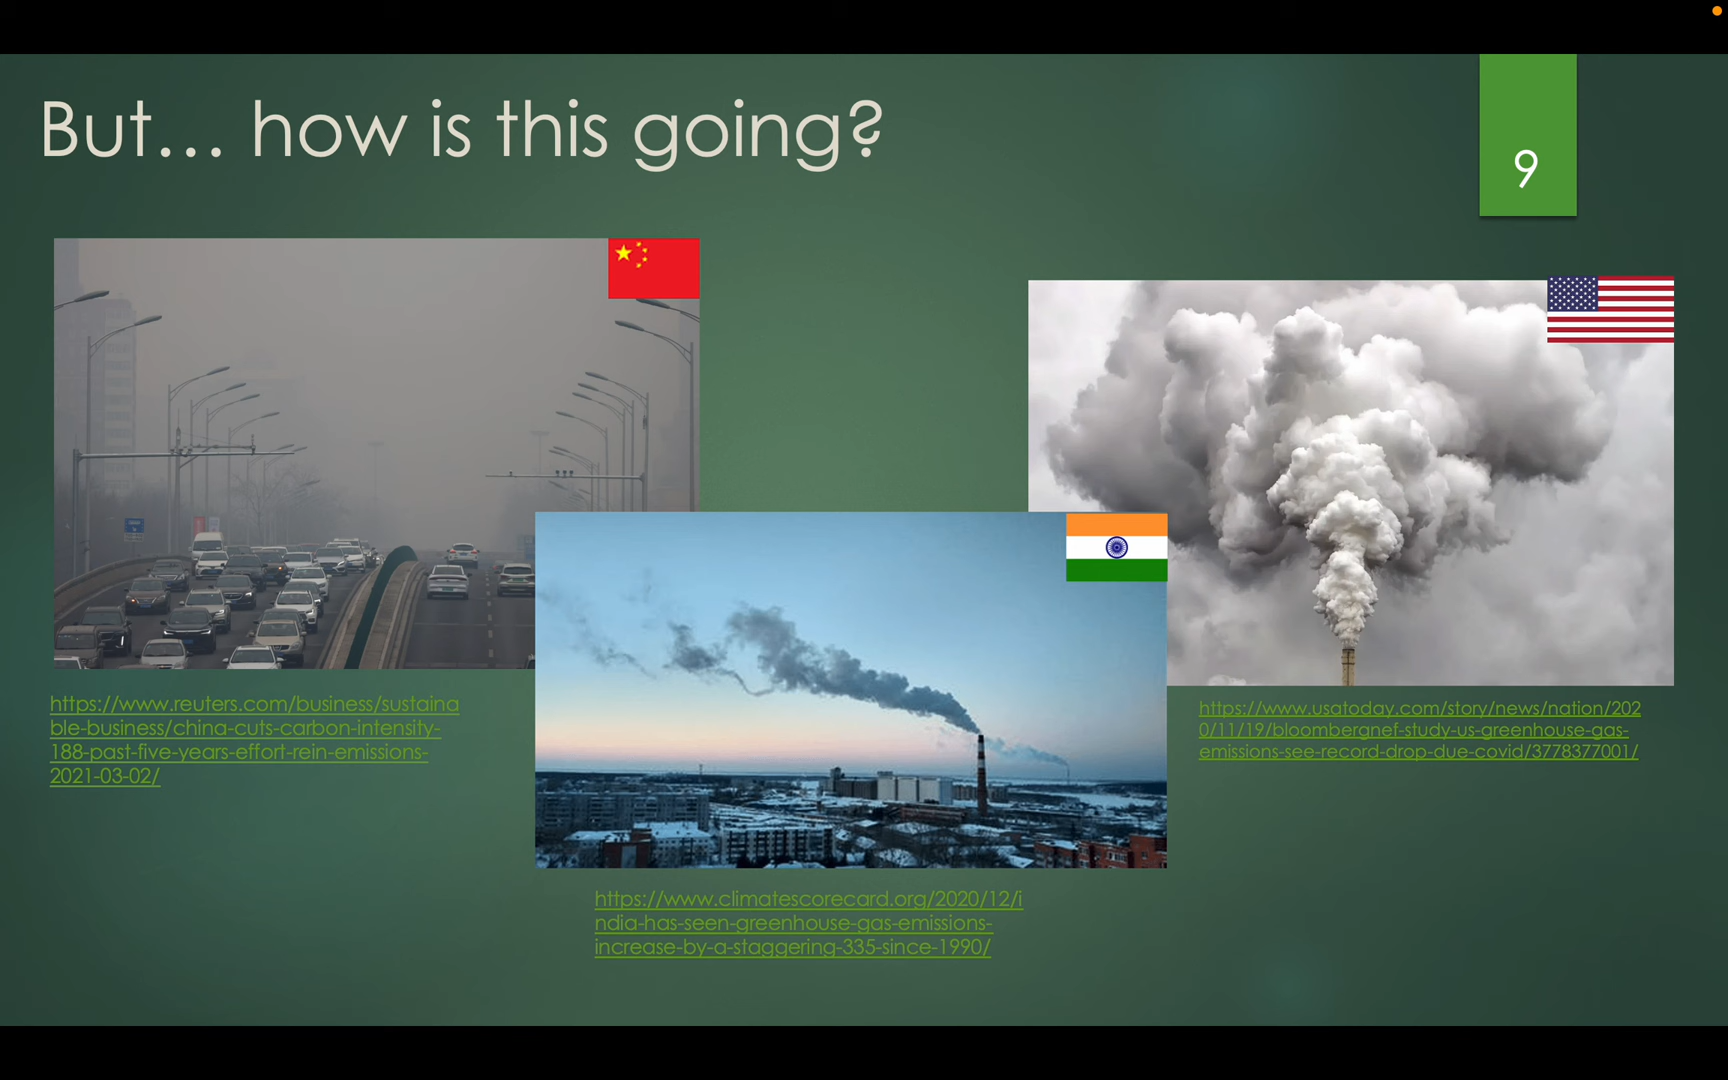 But... how is this going?
9
https://www.reuters.com/business/sustaina
ble-business/china-cuts-carbon-intensity-
188-past-five-years-effort-rein-emissions-
2021-03-02/
https://www.usatoday.com/story/news/nation/202
0/11/19/bloombergnef-study-us-greenhouse-gas-
emissions-see-record-drop-due-covid/3778377001/
https://www.climatescorecard.org/2020/12/i
ndia-has-seen-greenhouse-gas-emissions-
increase-by-a-staggering-335-since-1990/